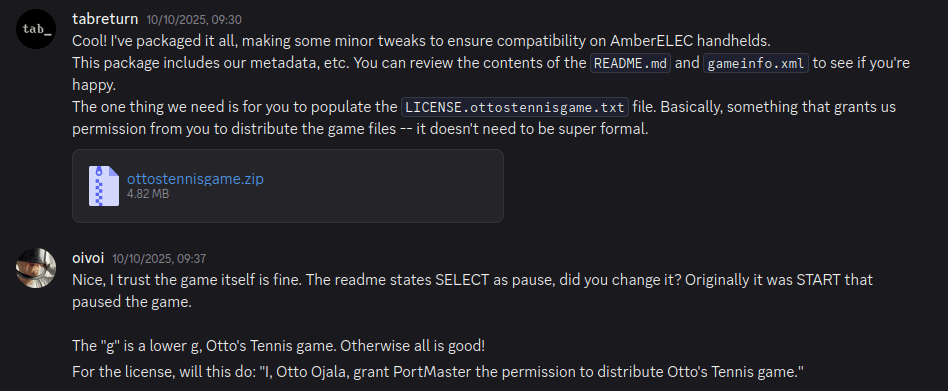 tab_
tabreturn 10/10/2025, 09:30
Cool! I've packaged it all, making some minor tweaks to ensure compatibility on AmberELEC handhelds.
This package includes our metadata, etc. You can review the contents of the README.md and gameinfo.xml to see if you're
happy.
The one thing we need is for you to populate the LICENSE.ottostennisgame.txt file. Basically, something that grants us
permission from you to distribute the game files -- it doesn't need to be super formal.
ottostennisgame.zip
4.82 MB
oivoi 10/10/2025, 09:37
Nice, I trust the game itself is fine. The readme states SELECT as pause, did you change it? Originally it was START that
paused the game.
The "g" is a lower g, Otto's Tennis game. Otherwise all is good!
For the license, will this do: "I, Otto Ojala, grant PortMaster the permission to distribute Otto's Tennis game."